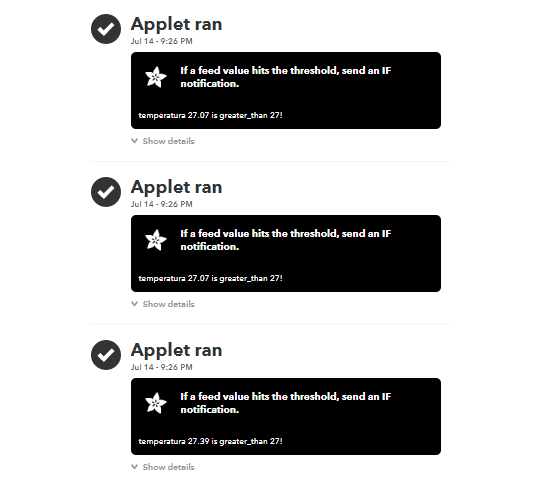 Applet ran
Jul 14 - 9:26 PM
If a feed value hits the threshold, send an IF
notification.
temperatura 27.07 is greater_than 27!
Show details
Applet ran
Jul 14 - 9:26 PM
If a feed value hits the threshold, send an IF
notification.
temperatura 27.07 is greater_than 27!
Show details
Applet ran
Jul 14 - 9:26 PM
If a feed value hits the threshold, send an IF
notification.
temperatura 27.39 is greater_than 27!
Show details